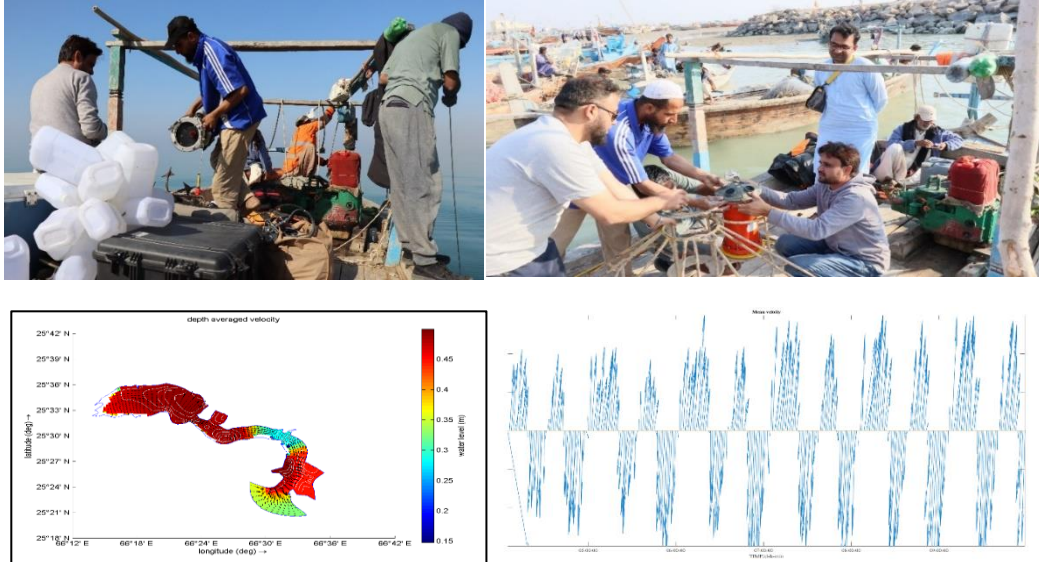 depth averaged velocity
25°42' N
25°39' N
25°36' N
25°33' N
25°30' N
25°27' N
25°24' N
25°21' N
25°18' N
latitude (deg) →
66°12' E 66°18' E 66°24' E 66°30' E 66°36' E 66°42' E
longitude (deg) →
0.45
0.4
0.35
0.3
0.25
0.2
0.15
water level (m)
Mean velocity